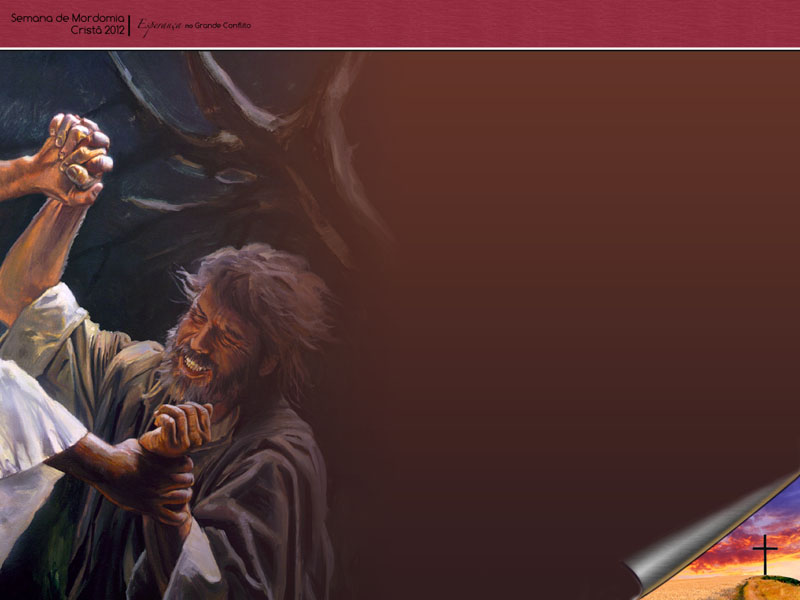 Semana de Mordomia
Cristã 2012
Esperança no Grande Conflito